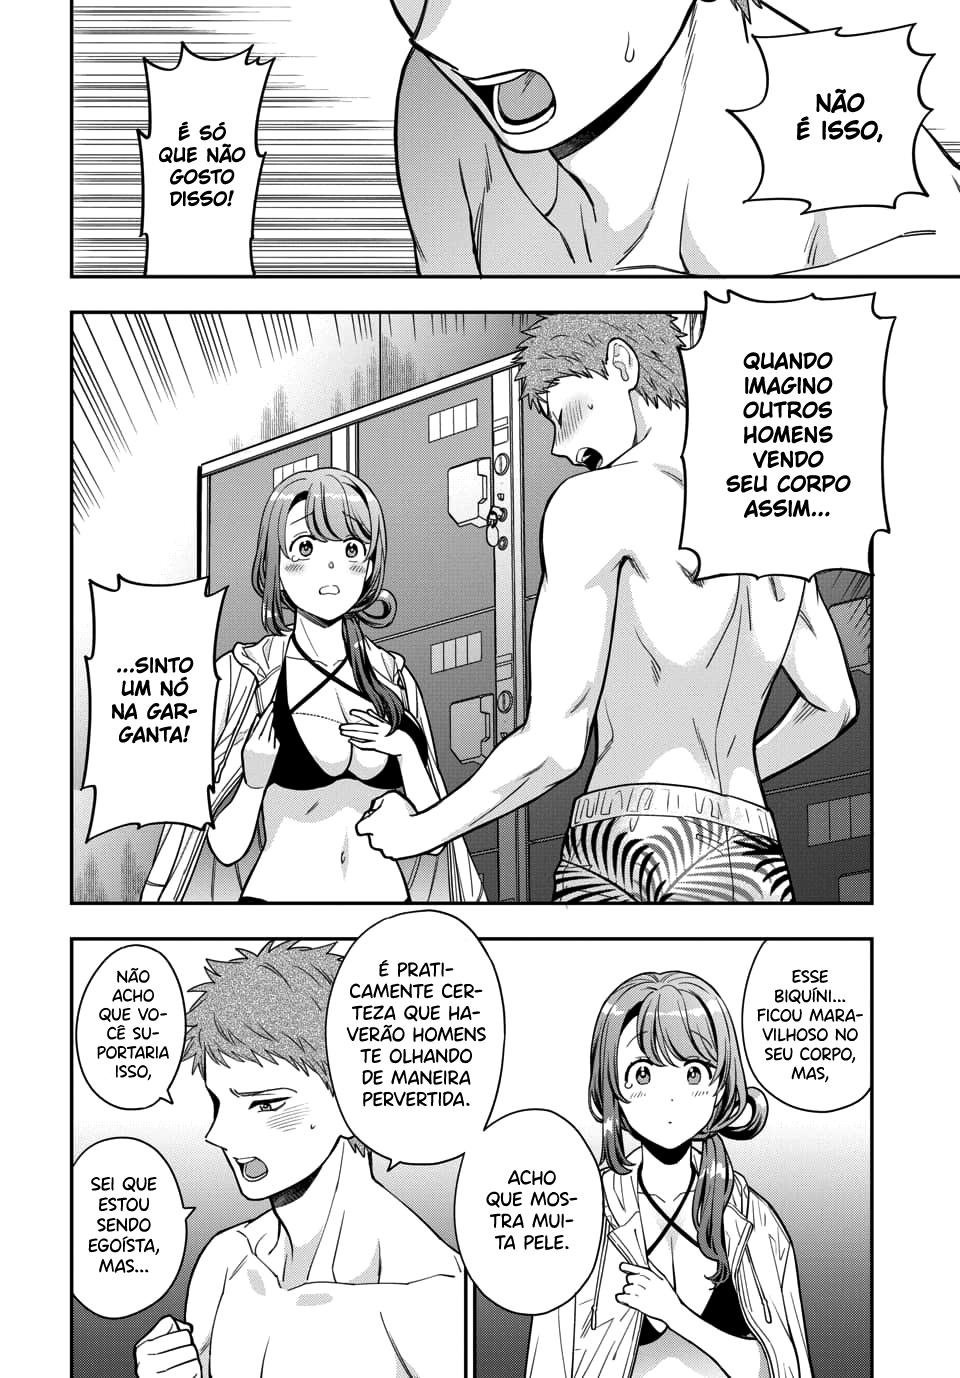 NÃO
É ISSO,
É SÓ
QUE NÃO
GOSTO
DISSO!
QUANDO
IMAGINO
OUTROS
HOMENS
VENDO
SEU CORPO
ASSIM...
...SINTO
UM NÓ
NA GAR-
GANTA!
ESSE
BIQUÍNI...
FICOU MARA-
VILHOSO NO
SEU CORPO,
MAS,
ACHO
QUE MOS-
TRA MUI-
TA PELE.
É PRATI-
CAMENTE CER-
TEZA QUE HA-
VERÃO HOMENS
TE OLHANDO
DE MANEIRA
PERVERTIDA.
NÃO
ACHO
QUE VO-
CÊ SU-
PORTARIA
ISSO,
SEI QUE
ESTOU
SENDO
EGOÍSTA,
MAS...